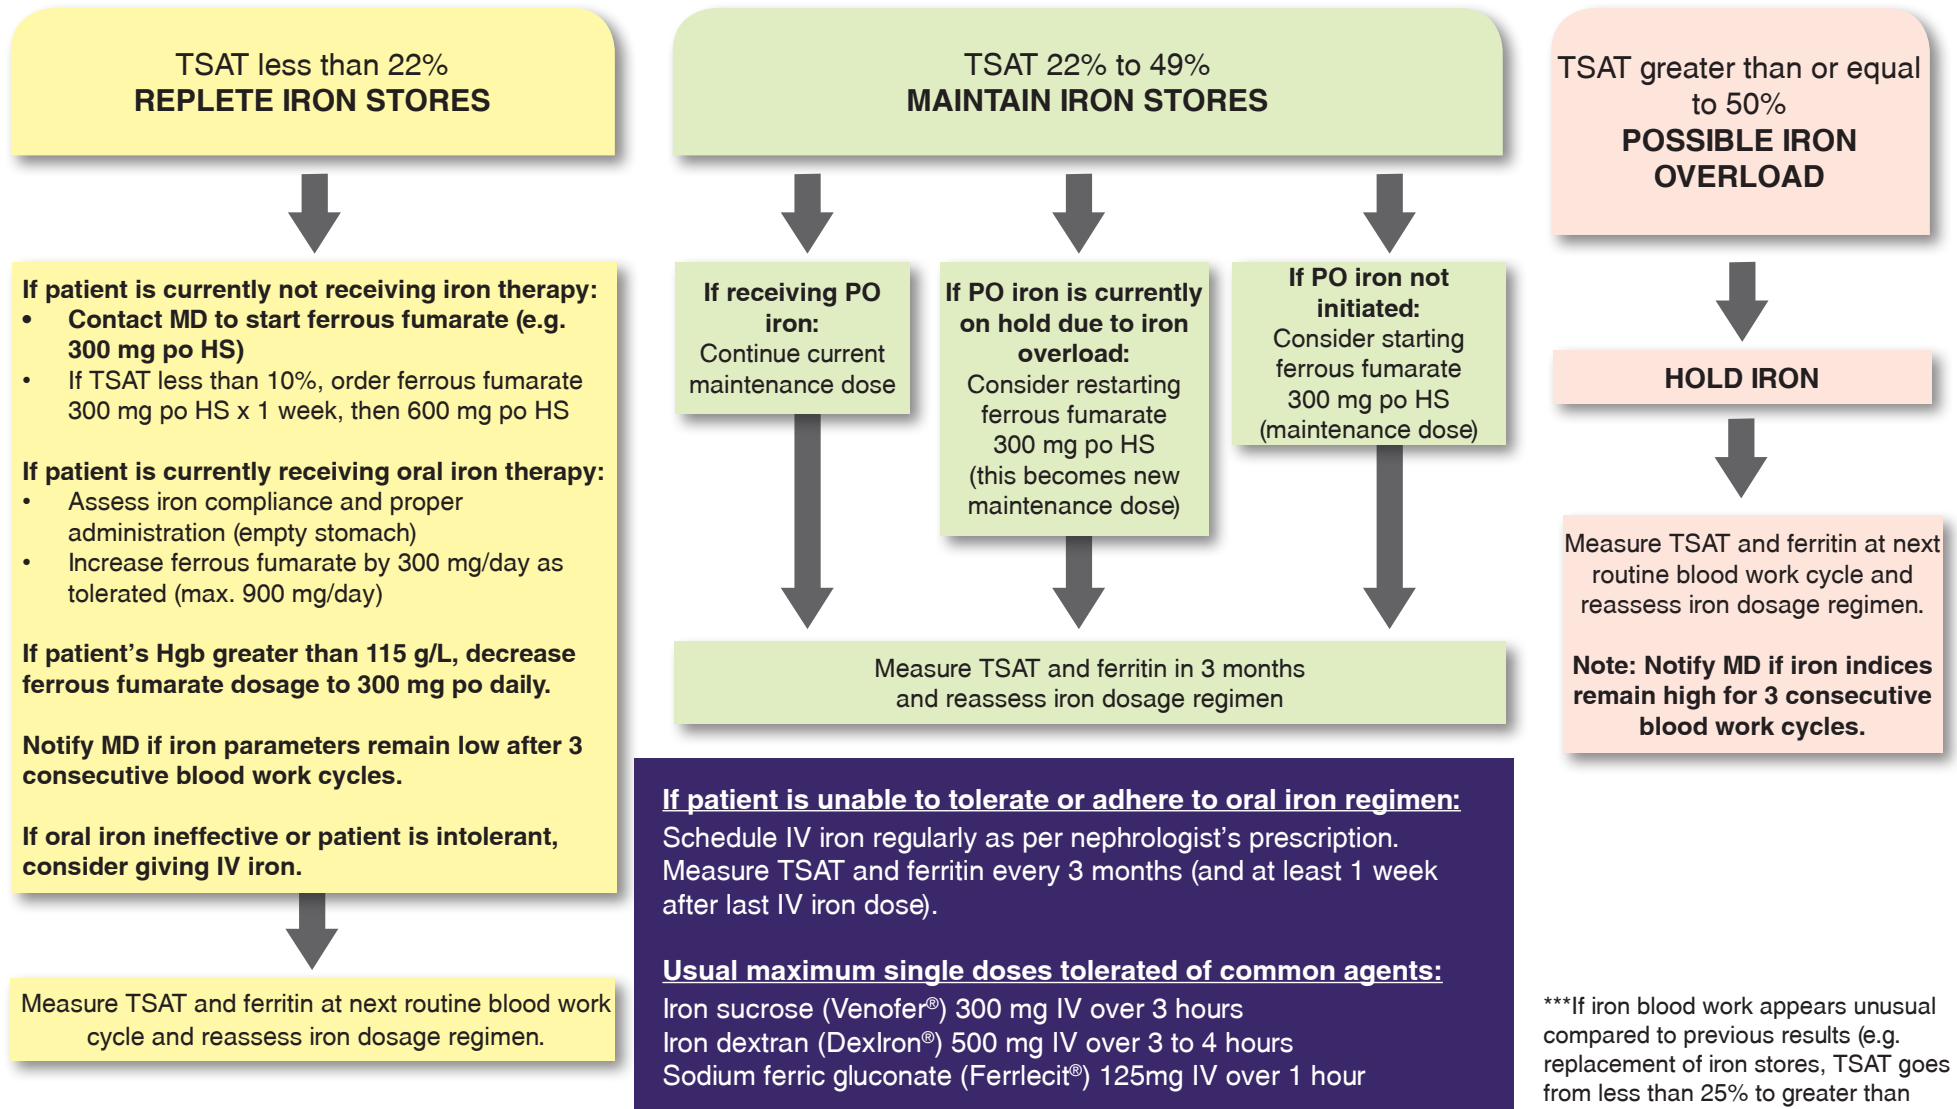 TSAT less than 22%
REPLETE IRON STORES
If patient is currently not receiving iron therapy:
• Contact MD to start ferrous fumarate (e.g.
300 mg po HS)
• If TSAT less than 10%, order ferrous fumarate
300 mg po HS x 1 week, then 600 mg po HS
If patient is currently receiving oral iron therapy:
• Assess iron compliance and proper
administration (empty stomach)
• Increase ferrous fumarate by 300 mg/day as
tolerated (max. 900 mg/day)
If patient’s Hgb greater than 115 g/L, decrease
ferrous fumarate dosage to 300 mg po daily.
Notify MD if iron parameters remain low after 3
consecutive blood work cycles.
If oral iron ineffective or patient is intolerant,
consider giving IV iron.
Measure TSAT and ferritin at next routine blood work
cycle and reassess iron dosage regimen.
TSAT 22% to 49%
MAINTAIN IRON STORES
If receiving PO
iron:
Continue current
maintenance dose
If PO iron is currently
on hold due to iron
overload:
Consider restarting
ferrous fumarate
300 mg po HS
(this becomes new
maintenance dose)
If PO iron not
initiated:
Consider starting
ferrous fumarate
300 mg po HS
(maintenance dose)
Measure TSAT and ferritin in 3 months
and reassess iron dosage regimen
If patient is unable to tolerate or adhere to oral iron regimen:
Schedule IV iron regularly as per nephrologist’s prescription.
Measure TSAT and ferritin every 3 months (and at least 1 week
after last IV iron dose).
Usual maximum single doses tolerated of common agents:
Iron sucrose (Venofer®) 300 mg IV over 3 hours
Iron dextran (DexIron®) 500 mg IV over 3 to 4 hours
Sodium ferric gluconate (Ferrlecit®) 125mg IV over 1 hour
TSAT greater than or equal
to 50%
POSSIBLE IRON
OVERLOAD
HOLD IRON
Measure TSAT and ferritin at next
routine blood work cycle and
reassess iron dosage regimen.
Note: Notify MD if iron indices
remain high for 3 consecutive
blood work cycles.
***If iron blood work appears unusual
compared to previous results (e.g.
replacement of iron stores, TSAT goes
from less than 25% to greater than